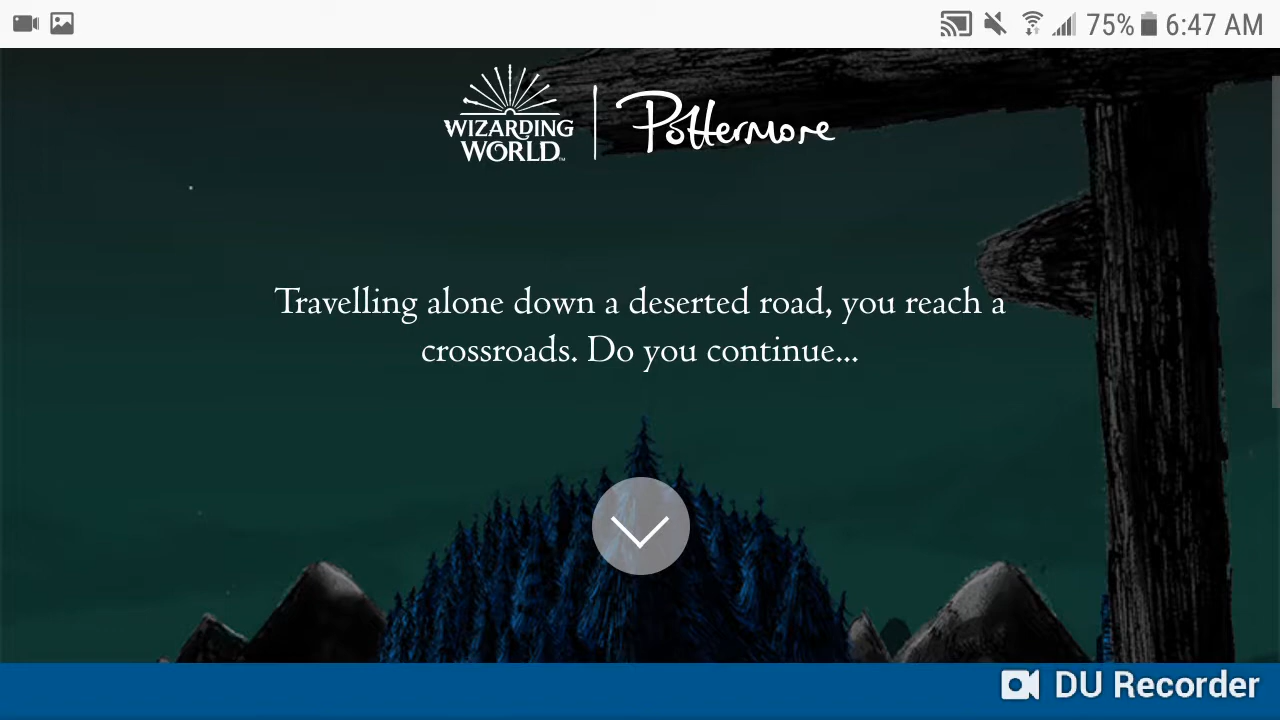 75% 6:47 AM
WIZARDING
WORLD™
Pottermore
Travelling alone down a deserted road, you reach a
crossroads. Do you continue...
DU Recorder